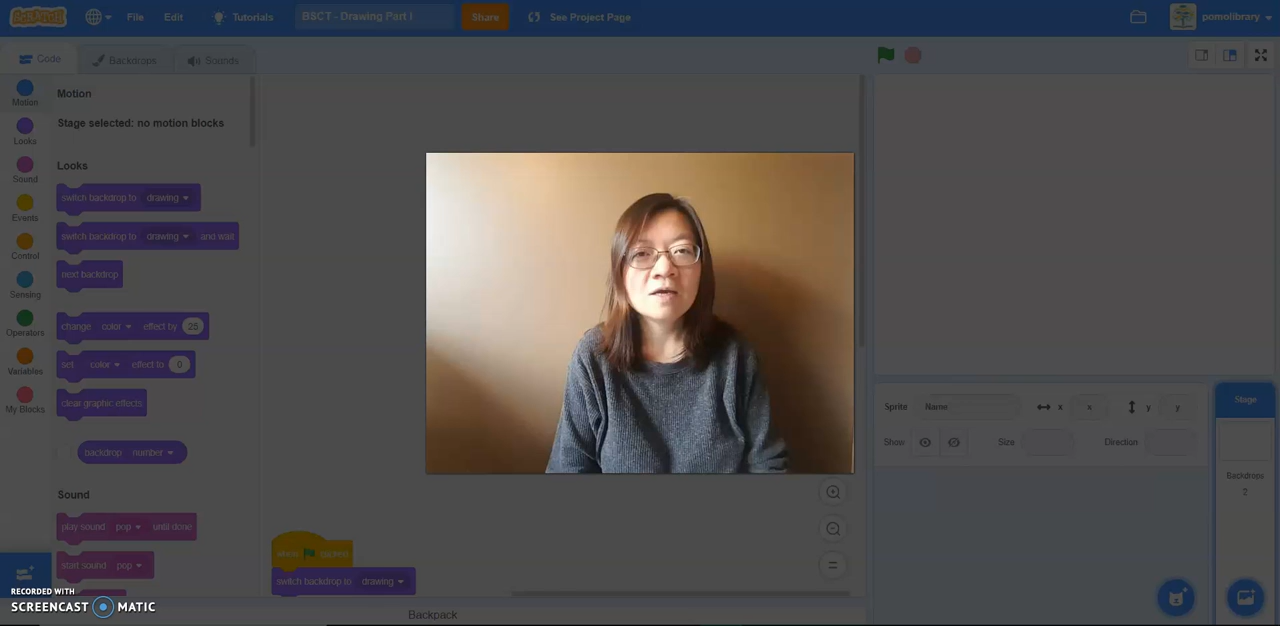 SCRATCH
File Edit Tutorials BSCT - Drawing Part I Share See Project Page pomolibrary
Code Backdrops Sounds
Motion
Looks
Sound
Events
Control
Sensing
Operators
Variables
My Blocks
Motion
Stage selected: no motion blocks
Looks
switch backdrop to drawing
switch backdrop to drawing and wait
next backdrop
change color effect by 25
set color effect to 0
clear graphic effects
backdrop number
Sound
play sound pop until done
start sound pop
when clicked
switch backdrop to drawing
Backpack
Sprite Name x x y y
Show Size Direction
Stage
Backdrops
2
RECORDED WITH
SCREENCAST MATIC